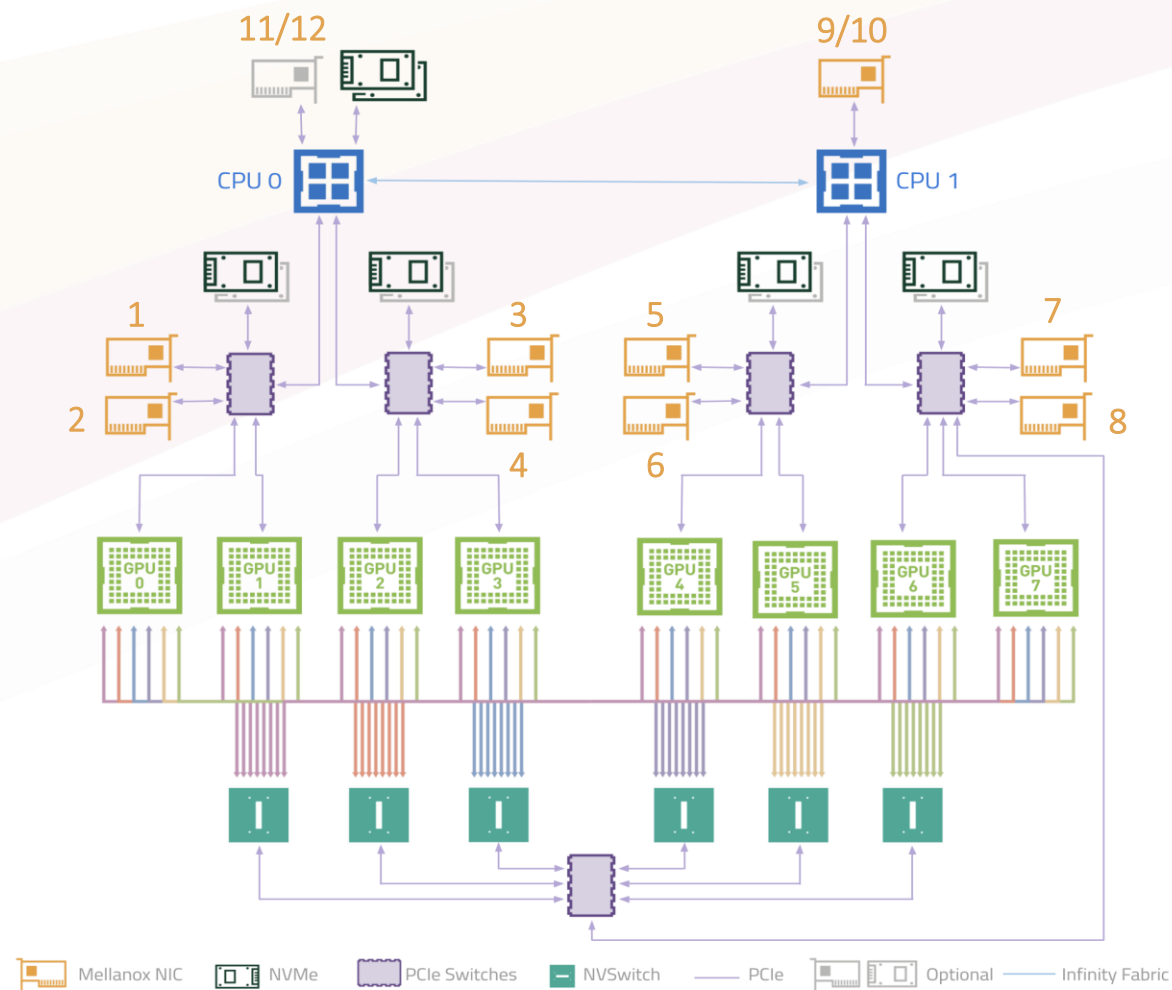 11/12
9/10
CPU 0
CPU 1
1
3
5
7
2
8
4
6
GPU
0
GPU
1
GPU
2
GPU
3
GPU
4
GPU
5
GPU
6
GPU
7
Mellanox NIC
NVMe
PCIe Switches
NVSwitch
PCIe
Optional
Infinity Fabric